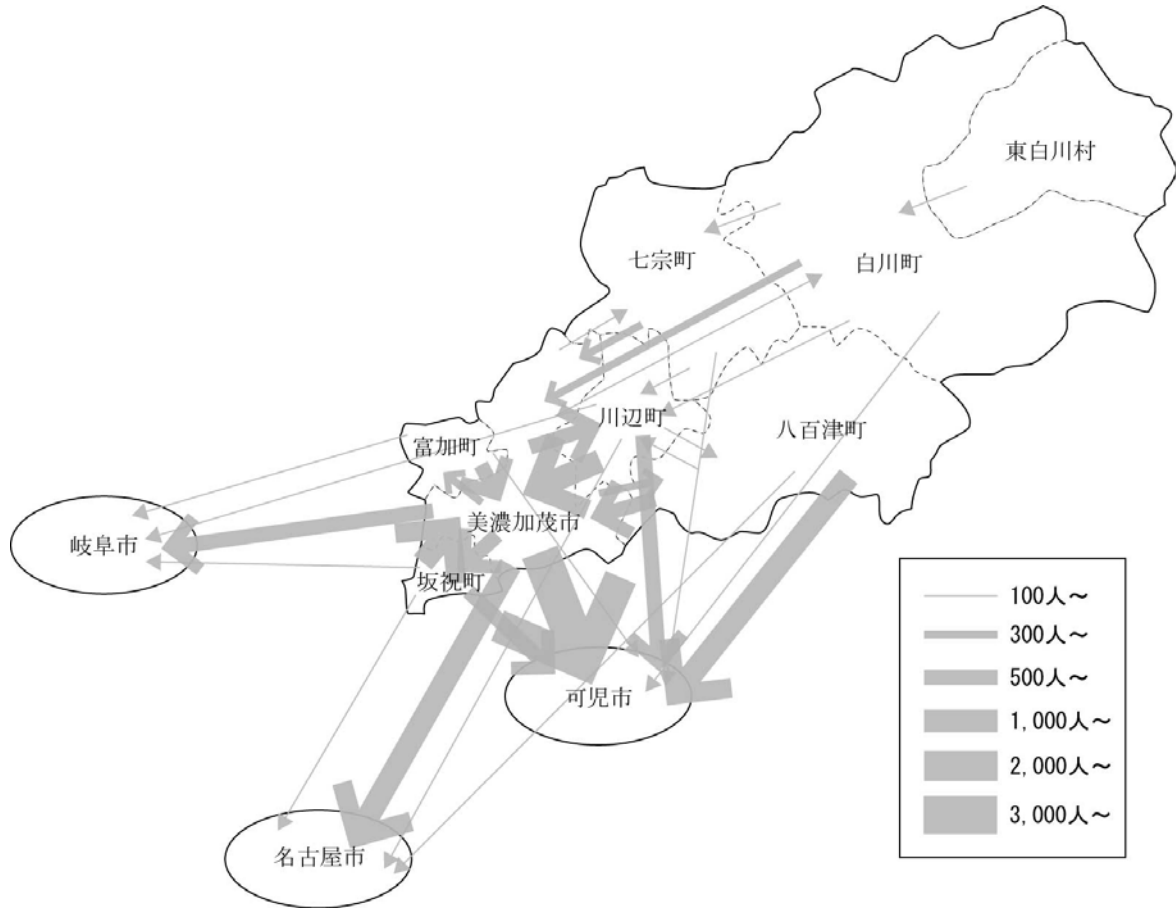 東白川村
七宗町
白川町
川辺町
八百津町
富加町
美濃加茂市
岐阜市
坂祝町
可児市
名古屋市
100人～
300人～
500人～
1,000人～
2,000人～
3,000人～